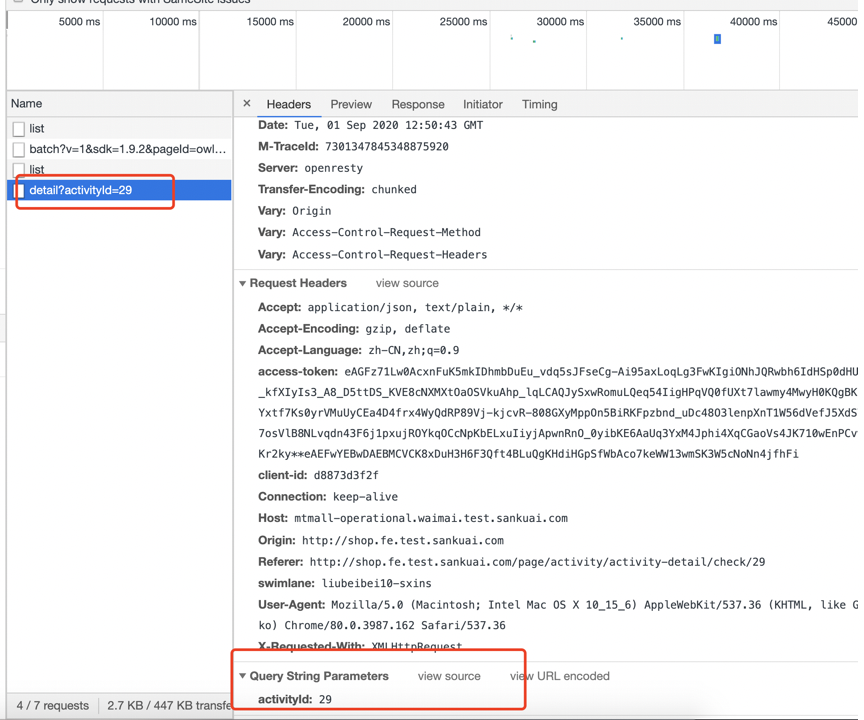 Only show requests with SameSite issues
5000 ms 10000 ms 15000 ms 20000 ms 25000 ms 30000 ms 35000 ms 40000 ms 45000
Name
list
batch?v=1&sdk=1.9.2&pageId=owl...
list
detail?activityId=29
4 / 7 requests 2.7 KB / 447 KB transfe
× Headers Preview Response Initiator Timing
Date: Tue, 01 Sep 2020 12:50:43 GMT
M-TraceId: 7301347845348875920
Server: openresty
Transfer-Encoding: chunked
Vary: Origin
Vary: Access-Control-Request-Method
Vary: Access-Control-Request-Headers
Request Headers view source
Accept: application/json, text/plain, */*
Accept-Encoding: gzip, deflate
Accept-Language: zh-CN,zh;q=0.9
access-token: eAGFz71Lw0AcxnFuK5mkIDhmbDuEu_vdq5sJFseCg-Ai95axLoqLg3FwKIgiONhJQRwbh6IdHSp0dHU
_kfXIyIs3_A8_D5ttDS_KVE8cNXMXtOaOSVkuAhp_lqLCAQJySxwRomuLQeq54IigHPqVQ0fUXt7lawmy4MwyH0KQgBK
Yxtf7Ks0yrVMuUyCEa4D4frx4WyQdRP89Vj-kjcvR-808GXyMppOn5BiRKFpzbnd_uDc48O3lenpXnT1W56dVefJ5XdS
7osVlB8NLvqdn43F6j1pxujROYkqOCcNpKbELxuIiyjApwnRnO_0yibKE6AaUq3YxM4Jphi4XqCGaoVs4JK710wEnPCv
Kr2ky**eAEFwYEBwDAEBMCVCK8xDuH3H6F3Qft4BLuQgKHdiHGpSfWbAco7keWW13wmSK3W5cNoNn4jfhFi
client-id: d8873d3f2f
Connection: keep-alive
Host: mtmall-operational.waimai.test.sankuai.com
Origin: http://shop.fe.test.sankuai.com
Referer: http://shop.fe.test.sankuai.com/page/activity/activity-detail/check/29
swimlane: liubeibei10-sxins
User-Agent: Mozilla/5.0 (Macintosh; Intel Mac OS X 10_15_6) AppleWebKit/537.36 (KHTML, like G
ko) Chrome/80.0.3987.162 Safari/537.36
X-Requested-With: XMLHttpRequest
Query String Parameters view source view URL encoded
activityId: 29